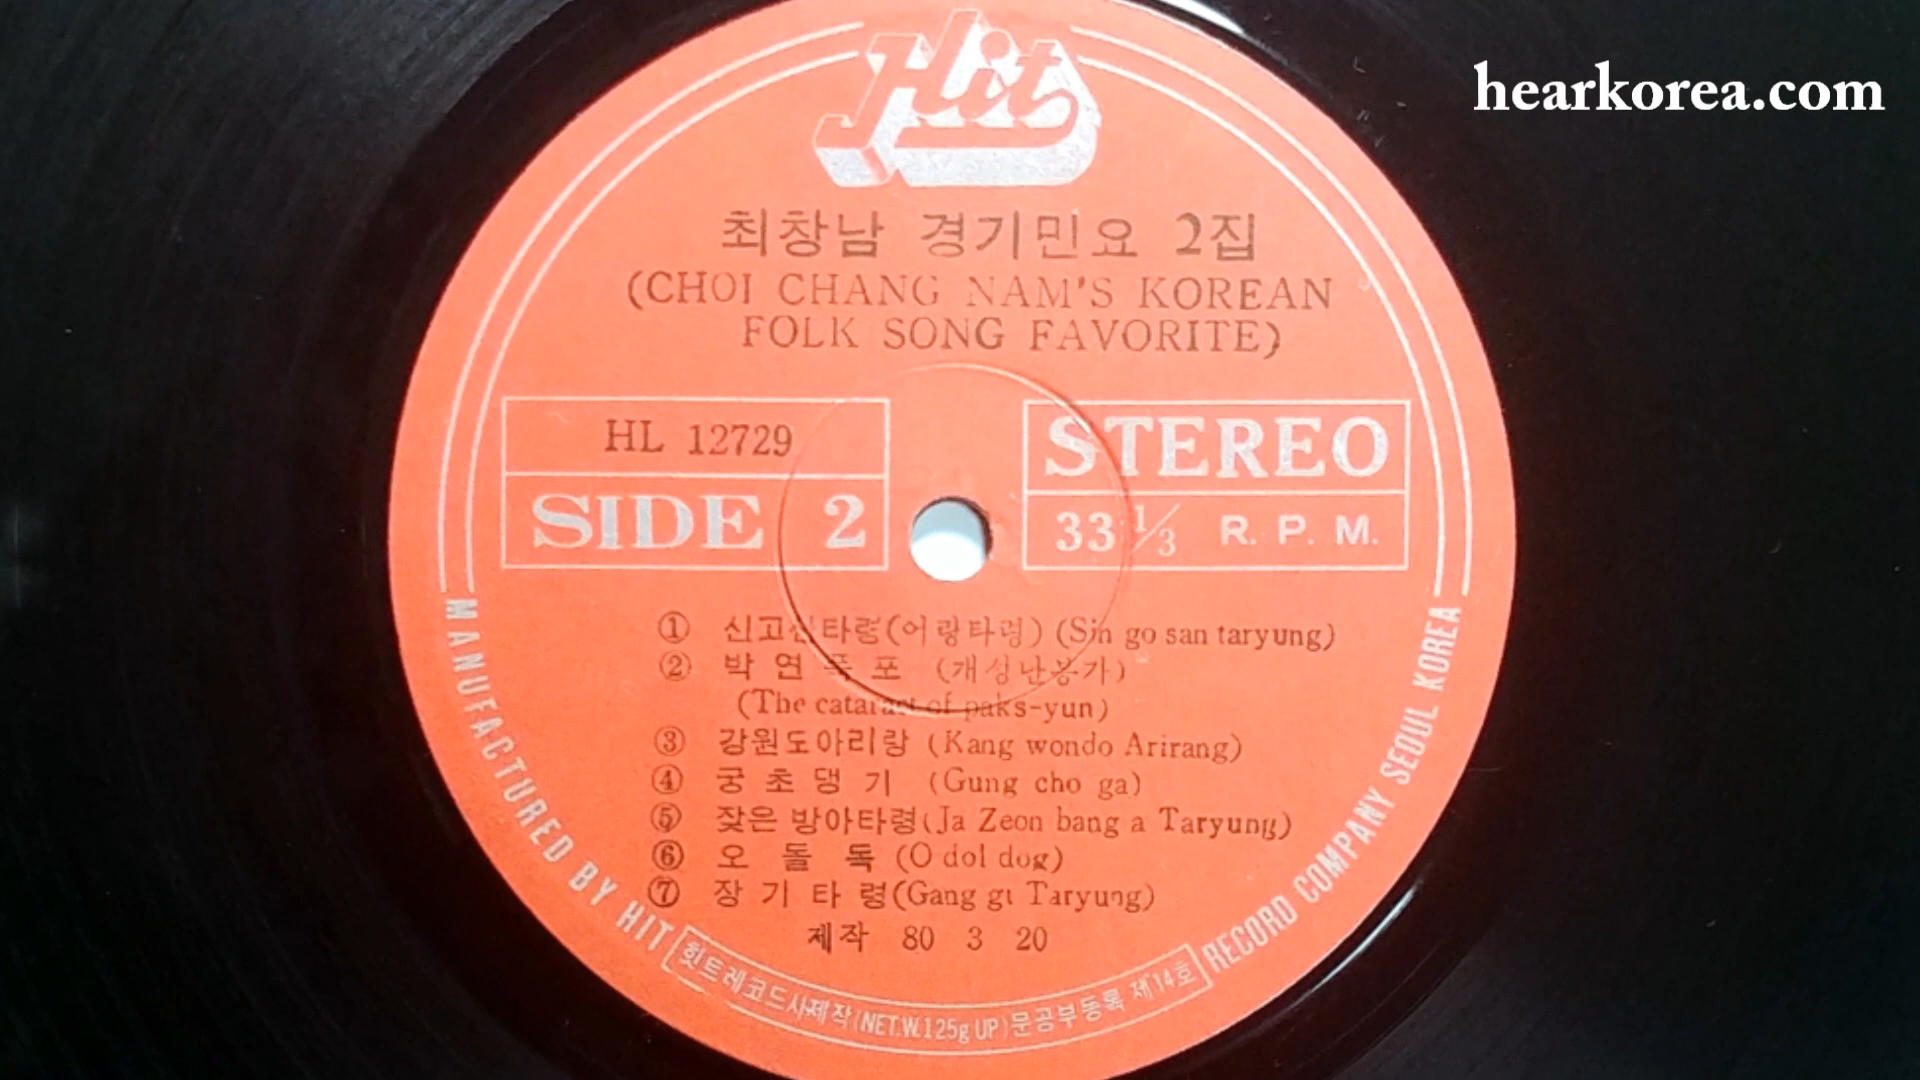 hearkorea.com
Hit
최창남 경기민요 2집
(CHOI CHANG NAM'S KOREAN
FOLK SONG FAVORITE)
HL 12729
SIDE 2
STEREO
33 1/3 R. P. M.
① 신고산타령(어랑타령) (Sin go san taryung)
② 박 연 폭 포 (개성난봉가)
(The cataract of paks-yun)
③ 강원도아리랑 (Kang wondo Arirang)
④ 궁 초 댕 기 (Gung cho ga)
⑤ 잦은 방아타령(Ja Zeon bang a Taryung)
⑥ 오 돌 독 (O dol dog)
⑦ 장 기 타 령(Gang gi Taryung)
제작 80 3 20
MANUFACTURED BY HIT RECORD COMPANY SEOUL KOREA
힛트레코드사제작(NET.W.125g UP)문공부등록 제14호